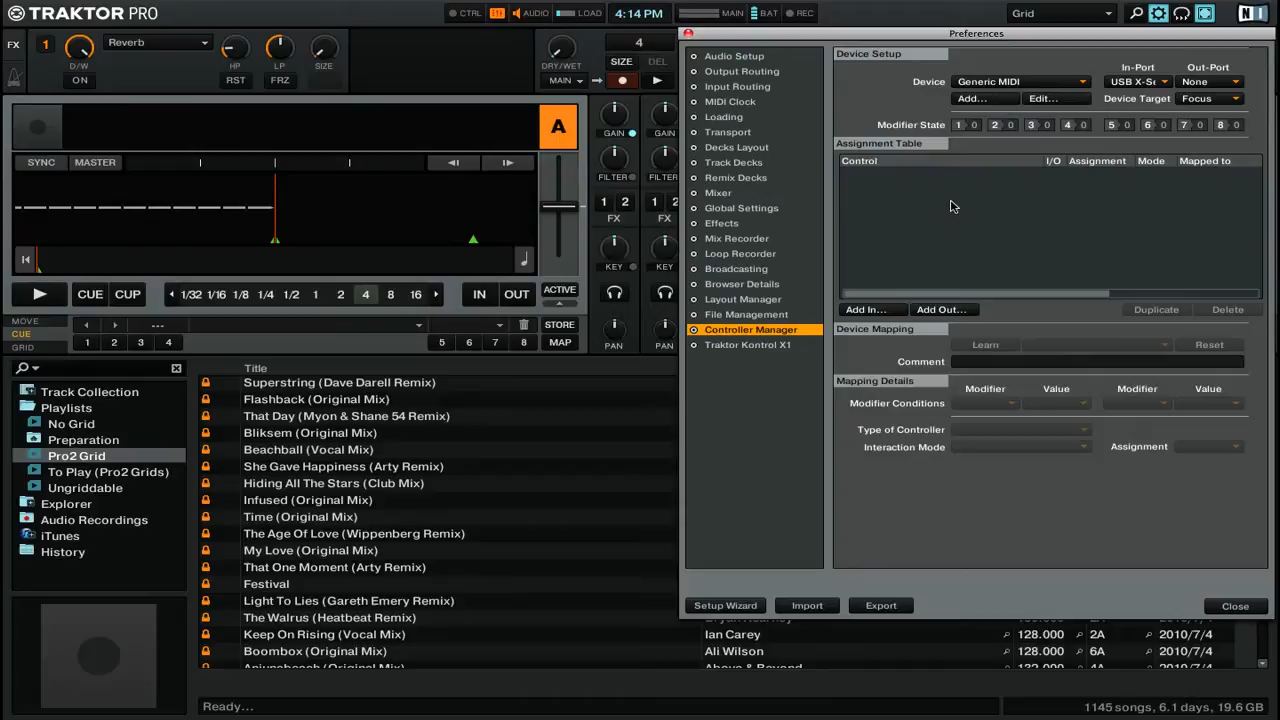 TRAKTOR PRO
CTRL AUDIO LOAD 4:14 PM MAIN BAT REC Grid
Preferences
FX 1 Reverb
D/W HP LP SIZE
ON RST FRZ
4
SIZE DEL
DRY/WET
MAIN
A
SYNC MASTER
GAIN
FILTER
1 2 1 2
FX
KEY
1/32 1/16 1/8 1/4 1/2 1 2 4 8 16
CUE CUP IN OUT ACTIVE
MOVE
CUE
GRID
---
STORE
1 2 3 4 5 6 7 8 MAP
PAN PAN
Title
Track Collection
Playlists
No Grid
Preparation
Pro2 Grid
To Play (Pro2 Grids)
Ungriddable
Explorer
Audio Recordings
iTunes
History
Superstring (Dave Darell Remix)
Flashback (Original Mix)
That Day (Myon & Shane 54 Remix)
Bliksem (Original Mix)
Beachball (Vocal Mix)
She Gave Happiness (Arty Remix)
Hiding All The Stars (Club Mix)
Infused (Original Mix)
Time (Original Mix)
The Age Of Love (Wippenberg Remix)
My Love (Original Mix)
That One Moment (Arty Remix)
Festival
Light To Lies (Gareth Emery Remix)
The Walrus (Heatbeat Remix)
Keep On Rising (Vocal Mix) Ian Carey 128.000 2A 2010/7/4
Boombox (Original Mix) Ali Wilson 128.000 6A 2010/7/4
Above & Beyond 4A 2010/7/4
Ready...
1145 songs, 6.1 days, 19.6 GB
Audio Setup
Output Routing
Input Routing
MIDI Clock
Loading
Transport
Decks Layout
Track Decks
Remix Decks
Mixer
Global Settings
Effects
Mix Recorder
Loop Recorder
Broadcasting
Browser Details
Layout Manager
File Management
Controller Manager
Traktor Kontrol X1
Device Setup
In-Port Out-Port
Device Generic MIDI USB X-Se None
Add... Edit... Device Target Focus
Modifier State 1 0 2 0 3 0 4 0 5 0 6 0 7 0 8 0
Assignment Table
Control I/O Assignment Mode Mapped to
Add In... Add Out... Duplicate Delete
Device Mapping
Learn Reset
Comment
Mapping Details
Modifier Value Modifier Value
Modifier Conditions
Type of Controller
Interaction Mode Assignment
Setup Wizard Import Export Close